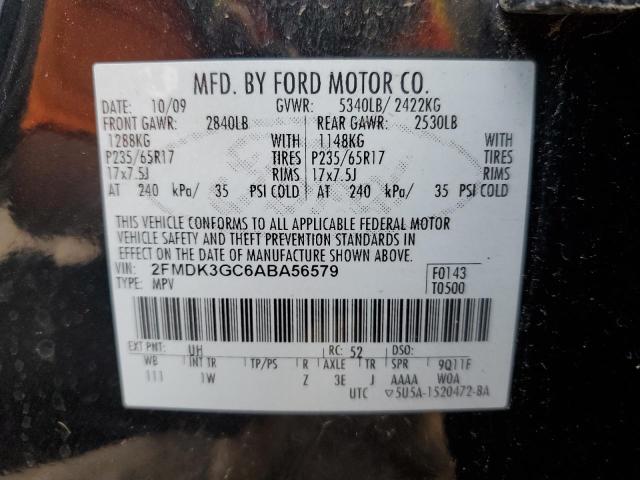 MFD. BY FORD MOTOR CO.
DATE: 10/09 GVWR: 5340LB/ 2422KG
FRONT GAWR: 2840LB REAR GAWR: 2530LB
1288KG WITH 1148KG WITH
P235/65R17 TIRES P235/65R17 TIRES
17x7.5J RIMS 17x7.5J RIMS
AT 240 kPa/ 35 PSI COLD AT 240 kPa/ 35 PSI COLD
THIS VEHICLE CONFORMS TO ALL APPLICABLE FEDERAL MOTOR
VEHICLE SAFETY AND THEFT PREVENTION STANDARDS IN
EFFECT ON THE DATE OF MANUFACTURE SHOWN ABOVE.
VIN: 2FMDK3GC6ABA56579 F0143
TYPE: MPV T0500
EXT PNT: UH RC: 52 DSO:
WB INT TR TP/PS R AXLE TR SPR 9Q11F
111 1W Z 3E J AAAA W0A
UTC ▽5U5A-1520472-BA